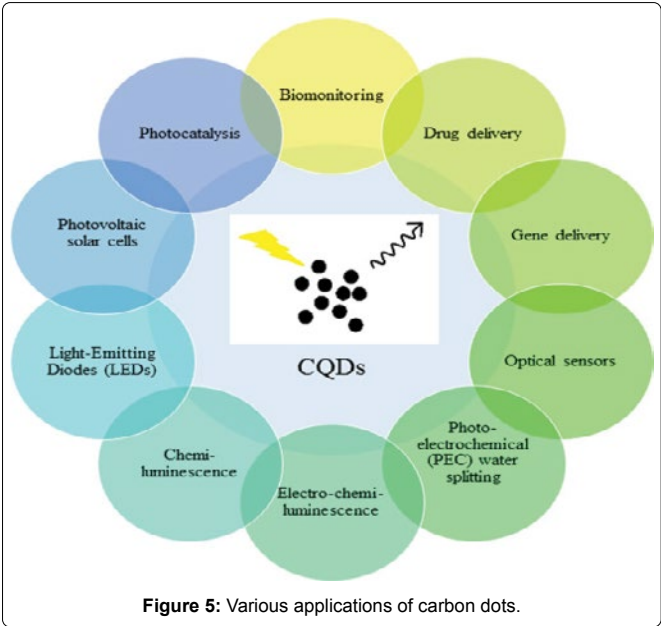 Biomonitoring
Drug delivery
Gene delivery
Optical sensors
Photo-
electrochemical
(PEC) water
splitting
Electro-chemi-
luminescence
Chemi-
luminescence
Light-Emitting
Diodes (LEDs)
Photovoltaic
solar cells
Photocatalysis
CQDs
Figure 5: Various applications of carbon dots.